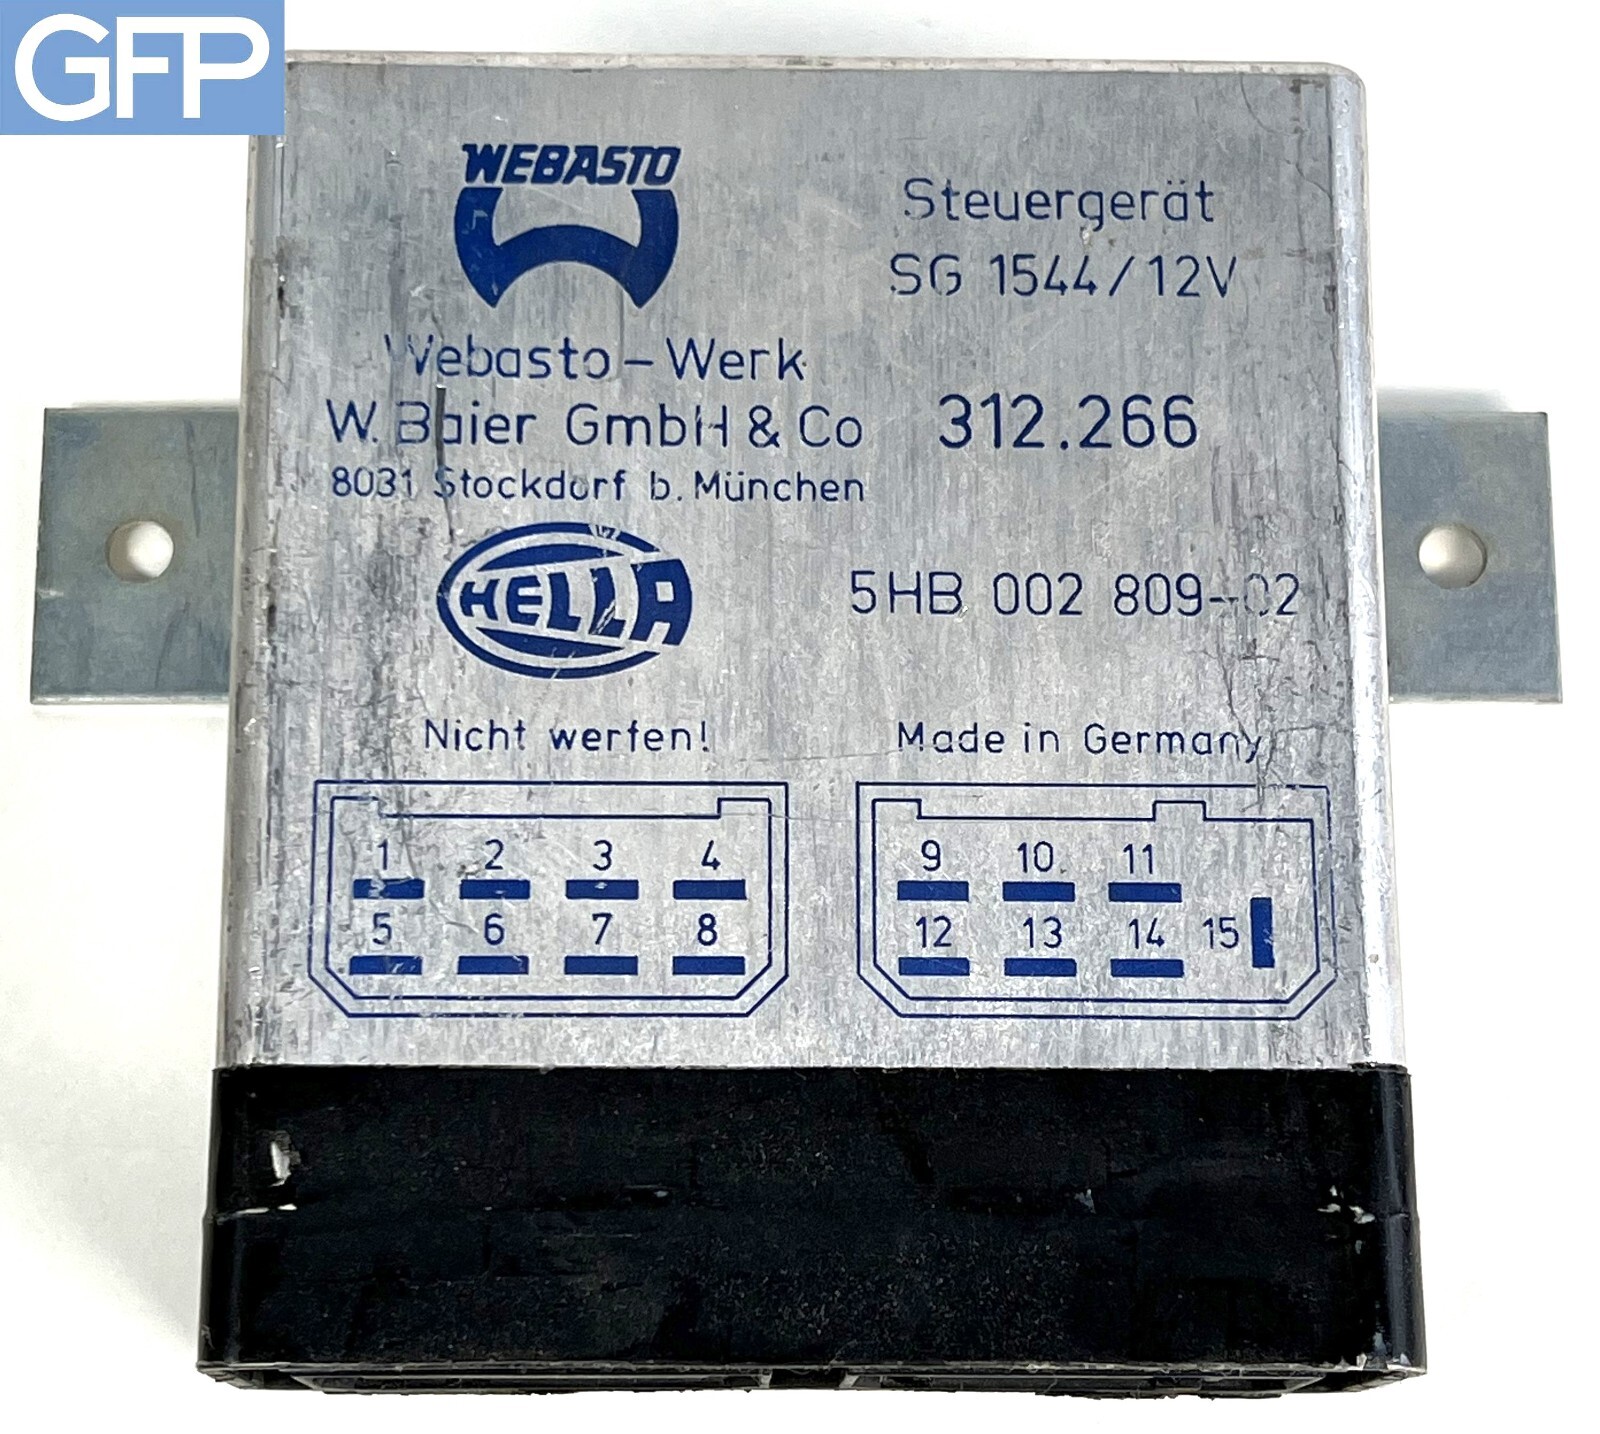 GFP
WEBASTO
Steuergerät
SG 1544/12V
Webasto-Werk
W. Baier GmbH & Co
312.266
8031 Stockdorf b. München
HELLA
5HB 002 809-02
Nicht werfen!
Made in Germany
1 2 3 4
5 6 7 8
9 10 11
12 13 14 15